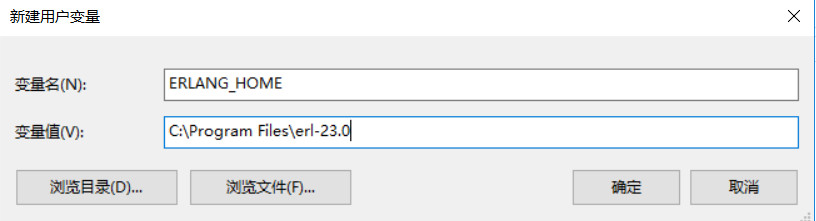 新建用户变量
变量名(N): ERLANG_HOME
变量值(V): C:\Program Files\erl-23.0
浏览目录(D)... 浏览文件(F)... 确定 取消